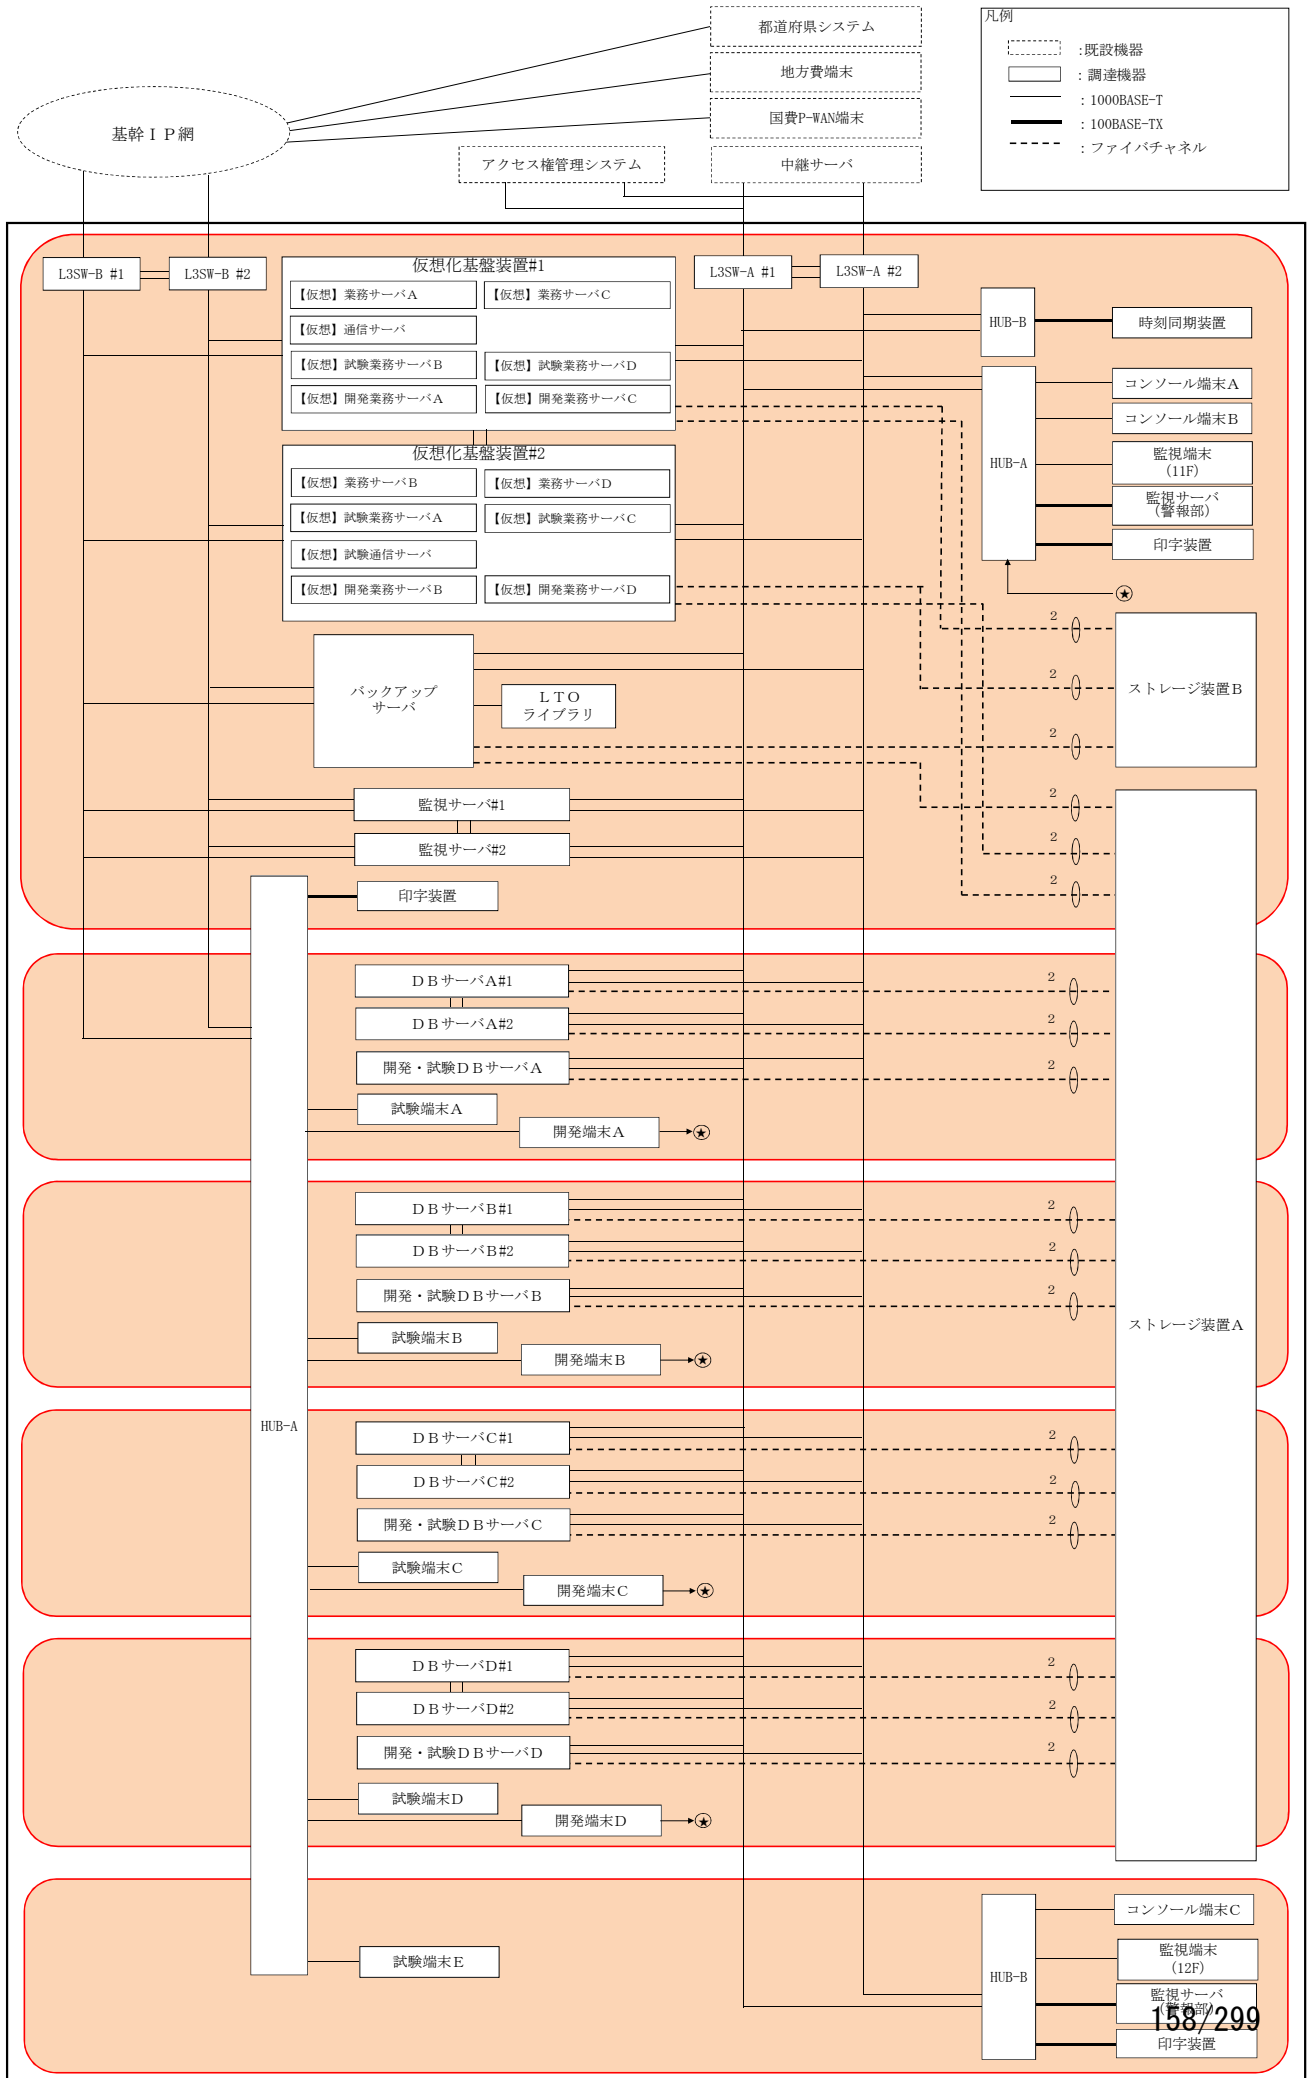 都道府県システム
地方費端末
国費P-WAN端末
基幹ＩＰ網
アクセス権管理システム
中継サーバ
凡例
:既設機器
：調達機器
：1000BASE-T
：100BASE-TX
：ファイバチャネル
L3SW-B #1
L3SW-B #2
L3SW-A #1
L3SW-A #2
仮想化基盤装置#1
【仮想】業務サーバＡ
【仮想】業務サーバＣ
【仮想】通信サーバ
【仮想】試験業務サーバＢ
【仮想】試験業務サーバＤ
【仮想】開発業務サーバＡ
【仮想】開発業務サーバＣ
仮想化基盤装置#2
【仮想】業務サーバＢ
【仮想】業務サーバＤ
【仮想】試験業務サーバＡ
【仮想】試験業務サーバＣ
【仮想】試験通信サーバ
【仮想】開発業務サーバＢ
【仮想】開発業務サーバＤ
HUB-B
時刻同期装置
HUB-A
コンソール端末Ａ
コンソール端末Ｂ
監視端末
(11F)
監視サーバ
(警報部)
印字装置
★
バックアップ
サーバ
ＬＴＯ
ライブラリ
2
2
2
ストレージ装置Ｂ
監視サーバ#1
監視サーバ#2
印字装置
2
2
2
ＤＢサーバＡ#1
ＤＢサーバＡ#2
開発・試験ＤＢサーバＡ
試験端末Ａ
開発端末Ａ
★
2
2
2
ＤＢサーバＢ#1
ＤＢサーバＢ#2
開発・試験ＤＢサーバＢ
試験端末Ｂ
開発端末Ｂ
★
2
2
2
ストレージ装置Ａ
HUB-A
ＤＢサーバＣ#1
ＤＢサーバＣ#2
開発・試験ＤＢサーバＣ
試験端末Ｃ
開発端末Ｃ
★
2
2
2
ＤＢサーバＤ#1
ＤＢサーバＤ#2
開発・試験ＤＢサーバＤ
試験端末Ｄ
開発端末Ｄ
★
2
2
2
試験端末Ｅ
HUB-B
コンソール端末Ｃ
監視端末
(12F)
監視サーバ
(警報部)
印字装置
158/299